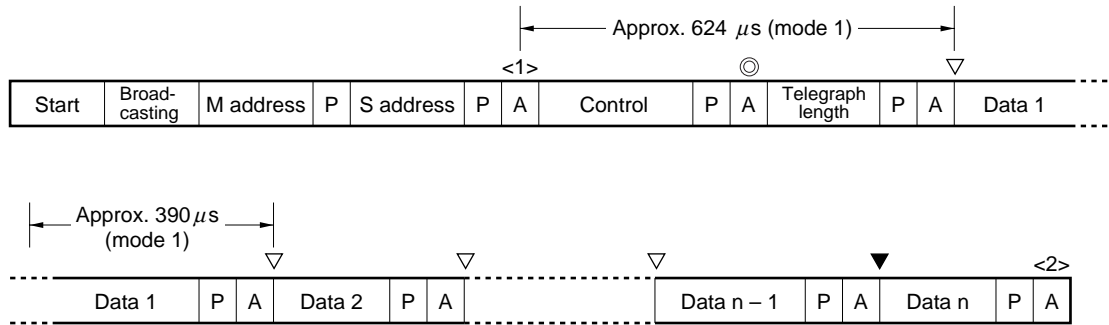 Approx. 624 μs (mode 1)
<1> ◎ ▽
Start Broad-casting M address P S address P A Control P A Telegraph length P A Data 1
Approx. 390 μs
(mode 1)
▽ ▽ ▽ ▼ <2>
Data 1 P A Data 2 P A Data n – 1 P A Data n P A